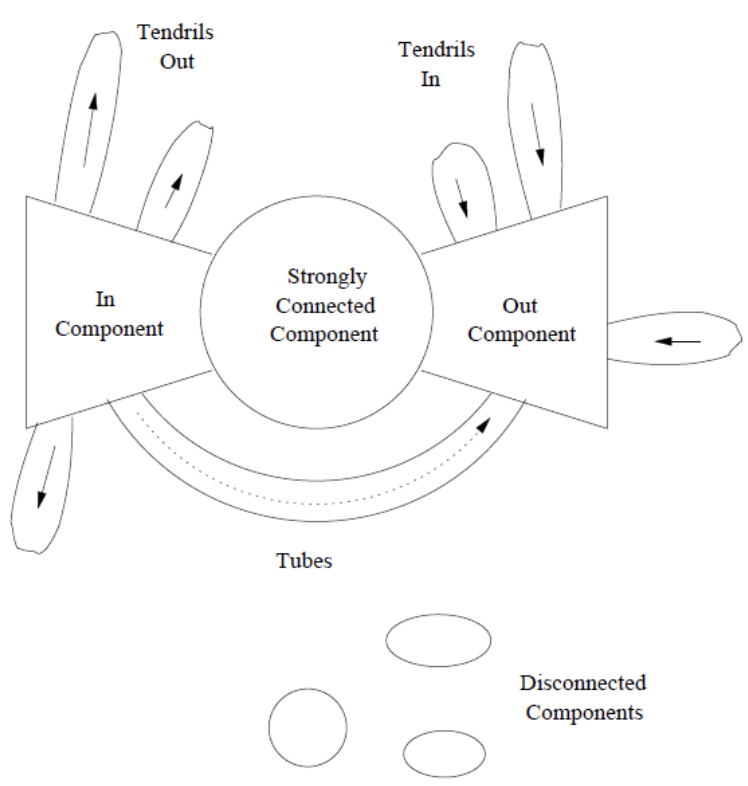 Tendrils
Out
Tendrils
In
Strongly
Connected
Component
In
Component
Out
Component
Tubes
Disconnected
Components